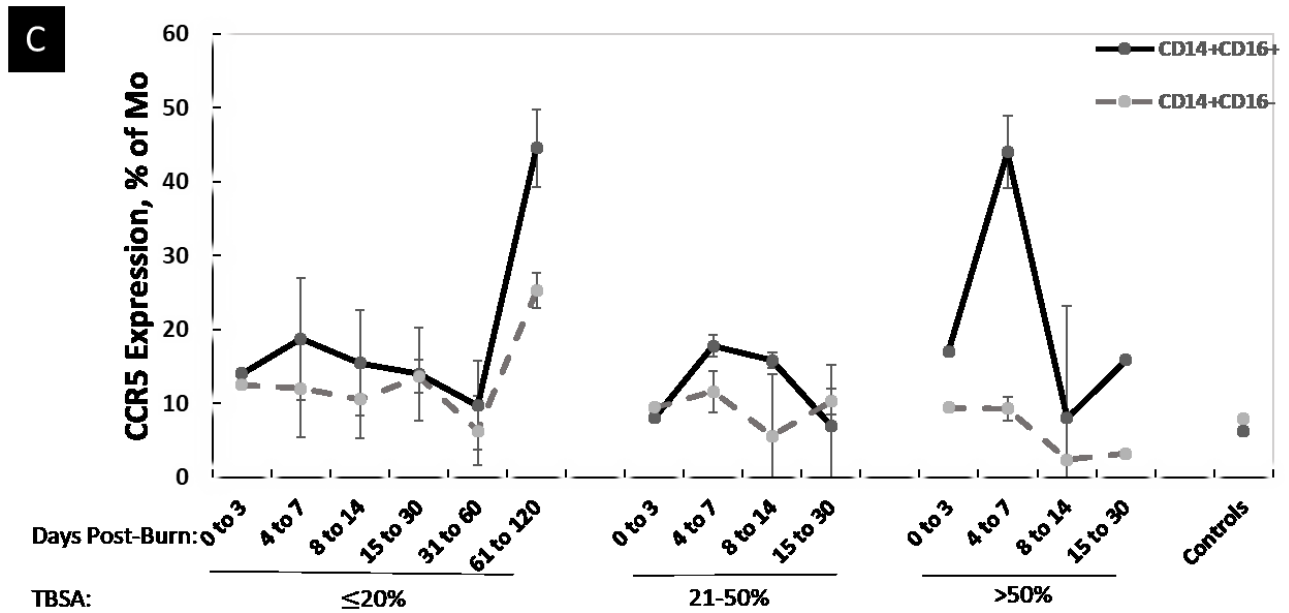 C
CCR5 Expression, % of Mo
60
50
40
30
20
10
0
CD14+CD16+
CD14+CD16-
Days Post-Burn:
0 to 3
4 to 7
8 to 14
15 to 30
31 to 60
61 to 120
0 to 3
4 to 7
8 to 14
15 to 30
0 to 3
4 to 7
8 to 14
15 to 30
Controls
TBSA:
≤20%
21-50%
>50%